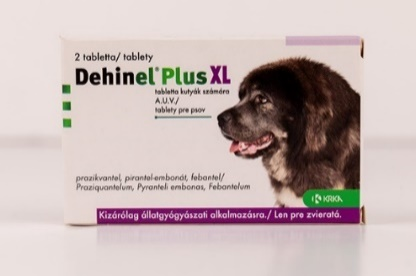 2 tabletta/ tablety
Dehinel® Plus XL
tabletta kutyák számára
A.U.V./
tablety pre psov
prazikvantel, pirantel-embonát, febantel/
Praziquantelum, Pyranteli embonas, Febantelum
KRKA
Kizárólag állatgyógyászati alkalmazásra./ Len pre zvieratá.